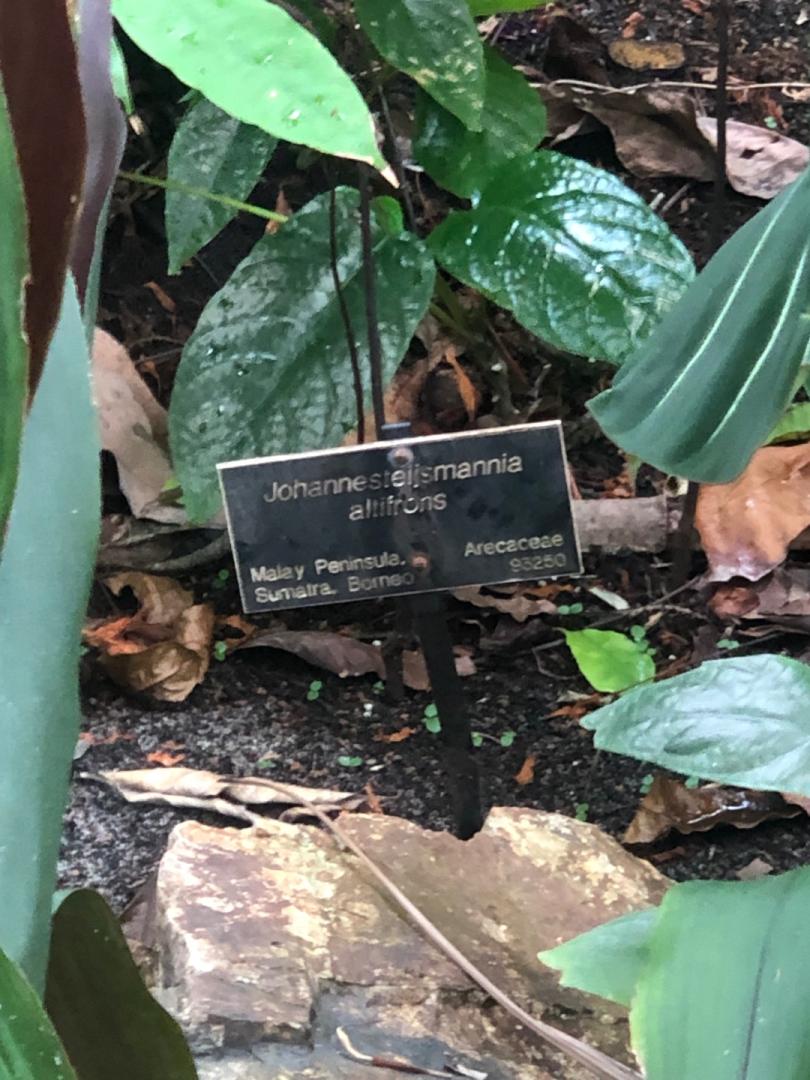 Johannesteijsmannia
altifrons
Arecaceae
93250
Malay Peninsula,
Sumatra, Borneo